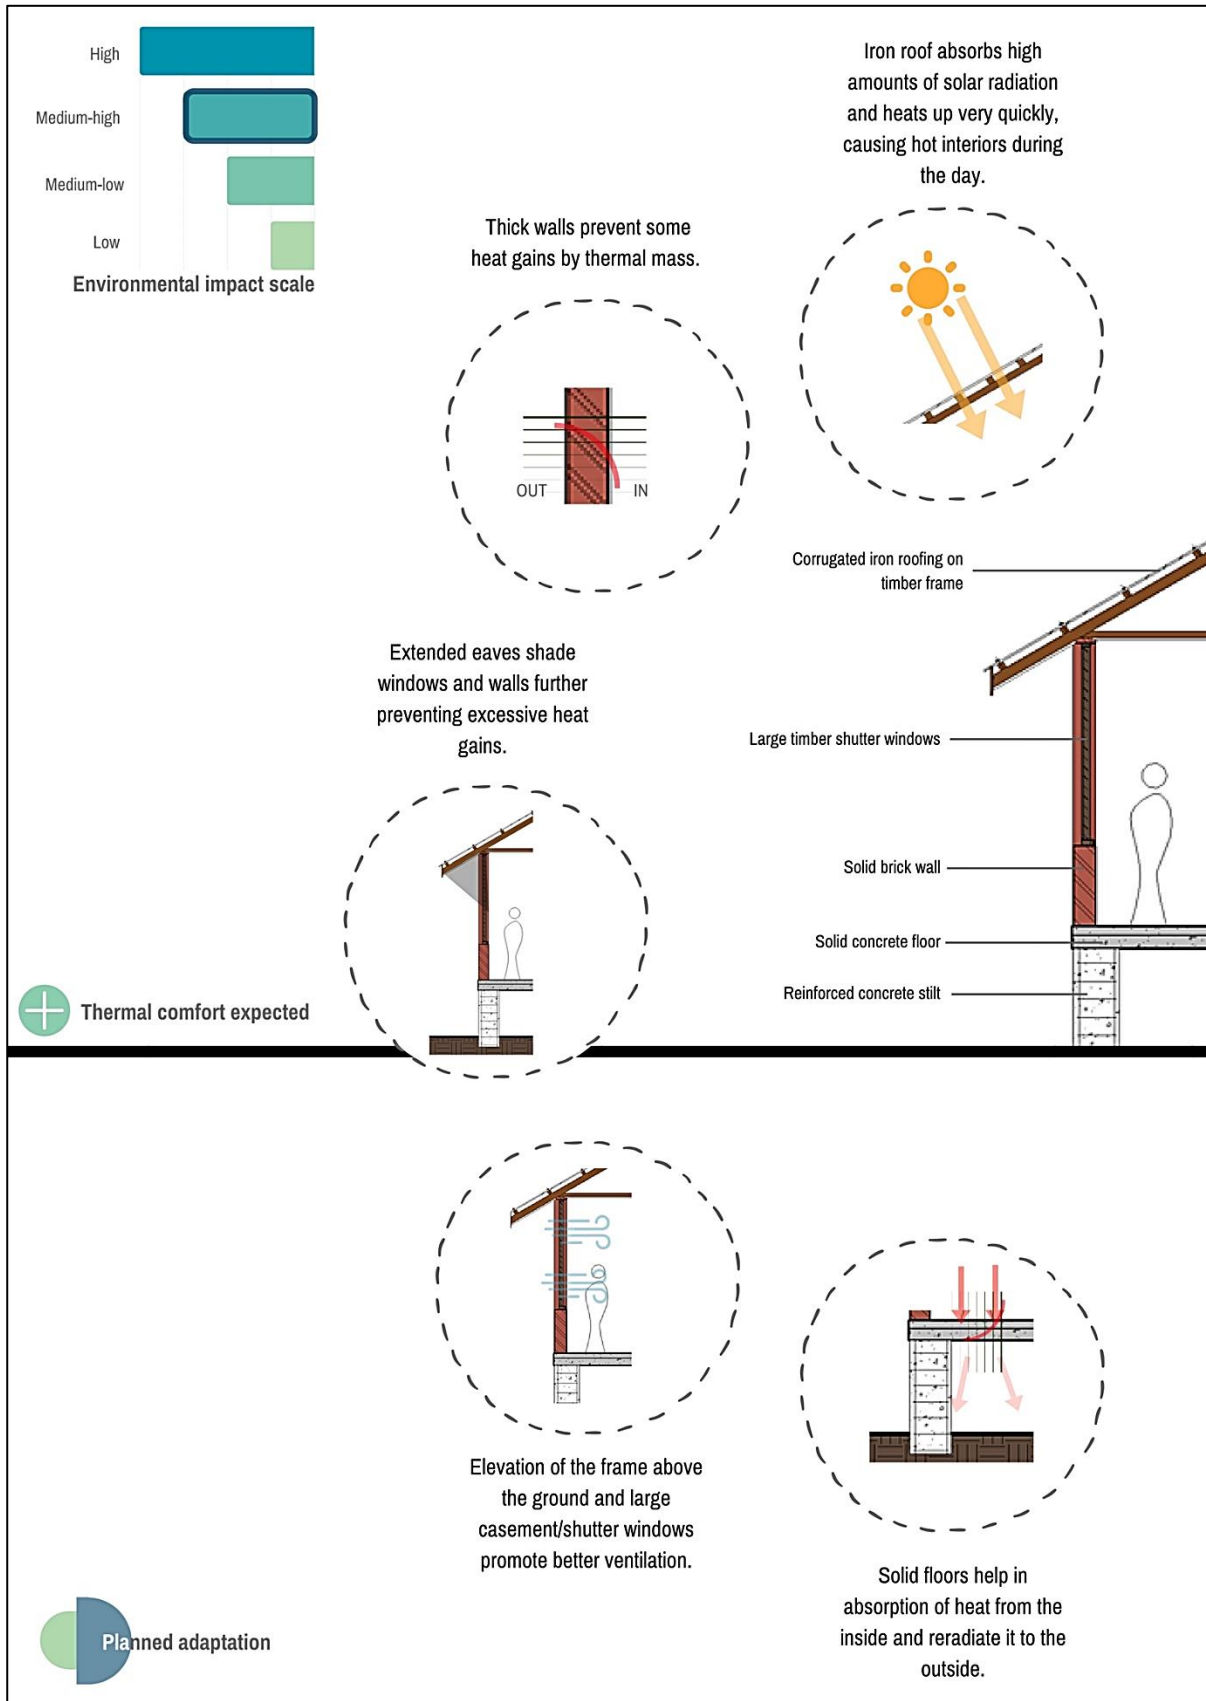 High
Medium-high
Medium-low
Low
Environmental impact scale
Iron roof absorbs high
amounts of solar radiation
and heats up very quickly,
causing hot interiors during
the day.
Thick walls prevent some
heat gains by thermal mass.
OUT
IN
Corrugated iron roofing on
timber frame
Extended eaves shade
windows and walls further
preventing excessive heat
gains.
Large timber shutter windows
Solid brick wall
Solid concrete floor
Reinforced concrete stilt
Thermal comfort expected
Elevation of the frame above
the ground and large
casement/shutter windows
promote better ventilation.
Solid floors help in
absorption of heat from the
inside and reradiate it to the
outside.
Planned adaptation